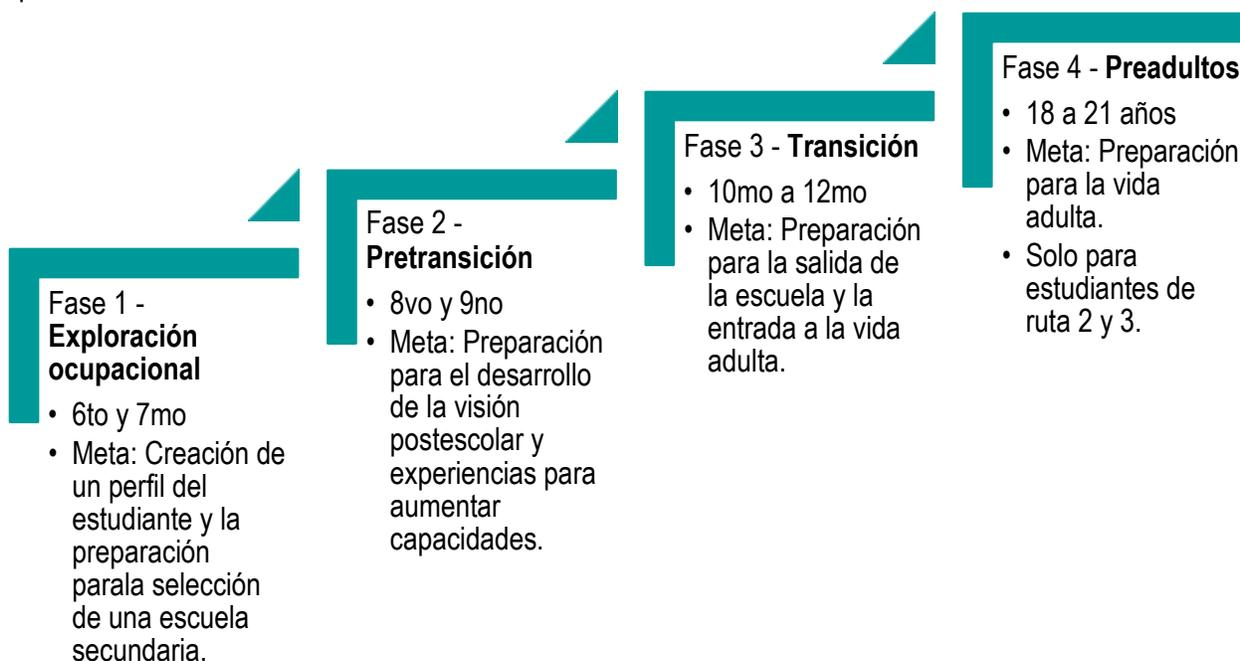 Fase 1 -
Exploración
ocupacional
• 6to y 7mo
• Meta: Creación de
un perfil del
estudiante y la
preparación
parala selección
de una escuela
secundaria.
Fase 2 -
Pretransición
• 8vo y 9no
• Meta: Preparación
para el desarrollo
de la visión
postescolar y
experiencias para
aumentar
capacidades.
Fase 3 - Transición
• 10mo a 12mo
• Meta: Preparación
para la salida de
la escuela y la
entrada a la vida
adulta.
Fase 4 - Preadultos
• 18 a 21 años
• Meta: Preparación
para la vida
adulta.
• Solo para
estudiantes de
ruta 2 y 3.